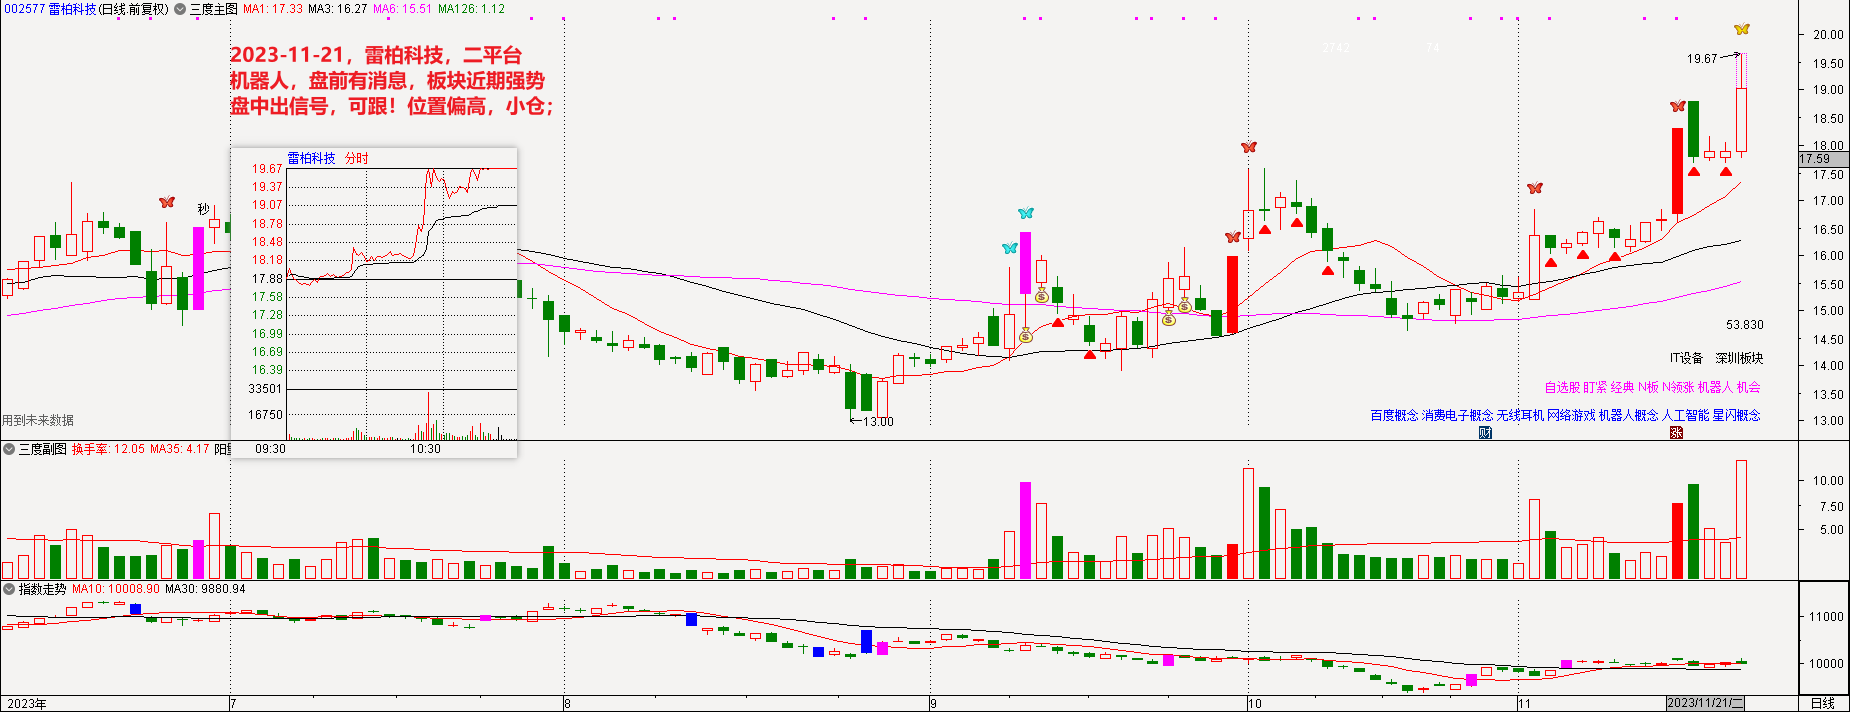 002577 雷柏科技(日线.前复权) 三度主图 MA1: 17.33 MA3: 16.27 MA6: 15.51 MA126: 1.12
2023-11-21，雷柏科技，二平台
机器人，盘前有消息，板块近期强势
盘中出信号，可跟！位置偏高，小仓；
2742 74
19.67
20.00
19.50
19.00
18.50
18.00
17.59
17.50
17.00
16.50
16.00
15.50
15.00
14.50
14.00
13.50
13.00
秒
雷柏科技 分时
19.67
19.37
19.07
18.78
18.48
18.18
17.88
17.58
17.28
16.99
16.69
16.39
33501
16750
09:30 10:30
←13.00
53.830
IT设备 深圳板块
自选股 盯紧 经典 N板 N领涨 机器人 机会
百度概念 消费电子概念 无线耳机 网络游戏 机器人概念 人工智能 星闪概念
财 涨
用到未来数据
三度副图 换手率: 12.05 MA35: 4.17 阳
10.00
7.50
5.00
指数走势 MA10: 10008.90 MA30: 9880.94
11000
10000
2023年 7 8 9 10 11 2023/11/21/二 日线